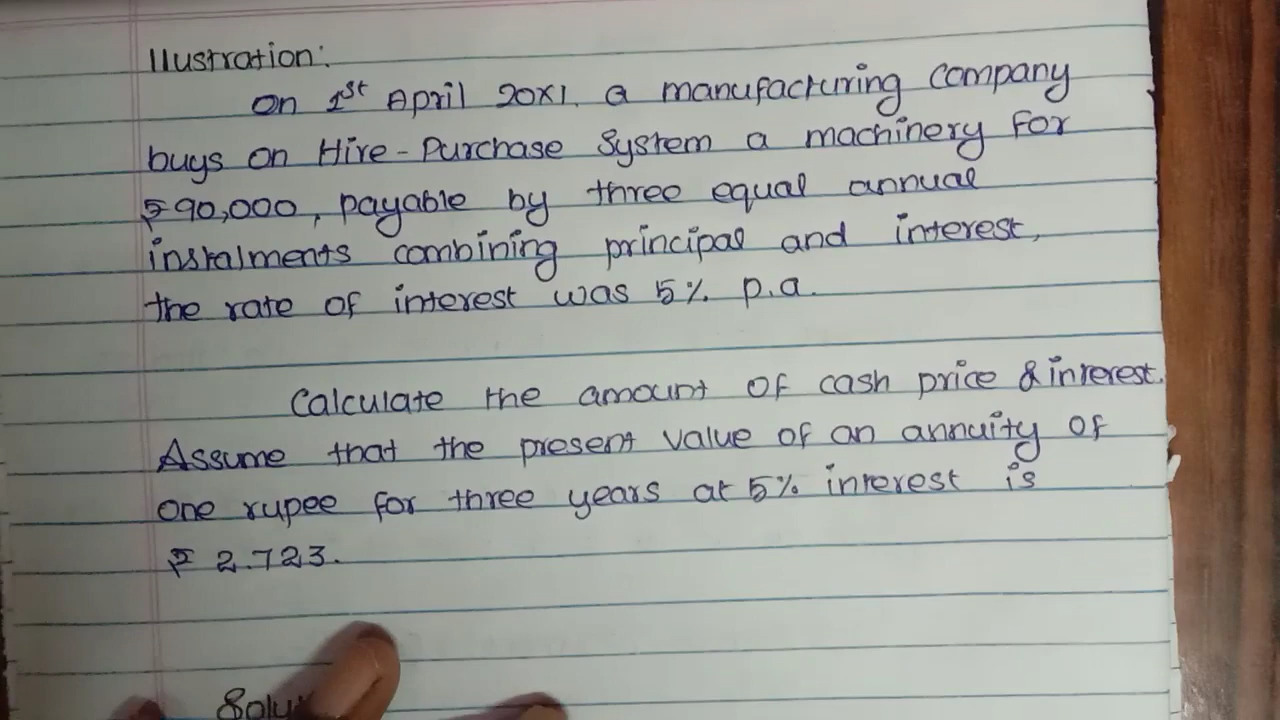 Illustration:
On 1st April 20X1. a manufacturing company
buys on Hire-Purchase System a machinery for
₹90,000, payable by three equal annual
instalments combining principal and interest,
the rate of interest was 5% p.a.
Calculate the amount of cash price & interest.
Assume that the present value of an annuity of
one rupee for three years at 5% interest is
₹ 2.723.